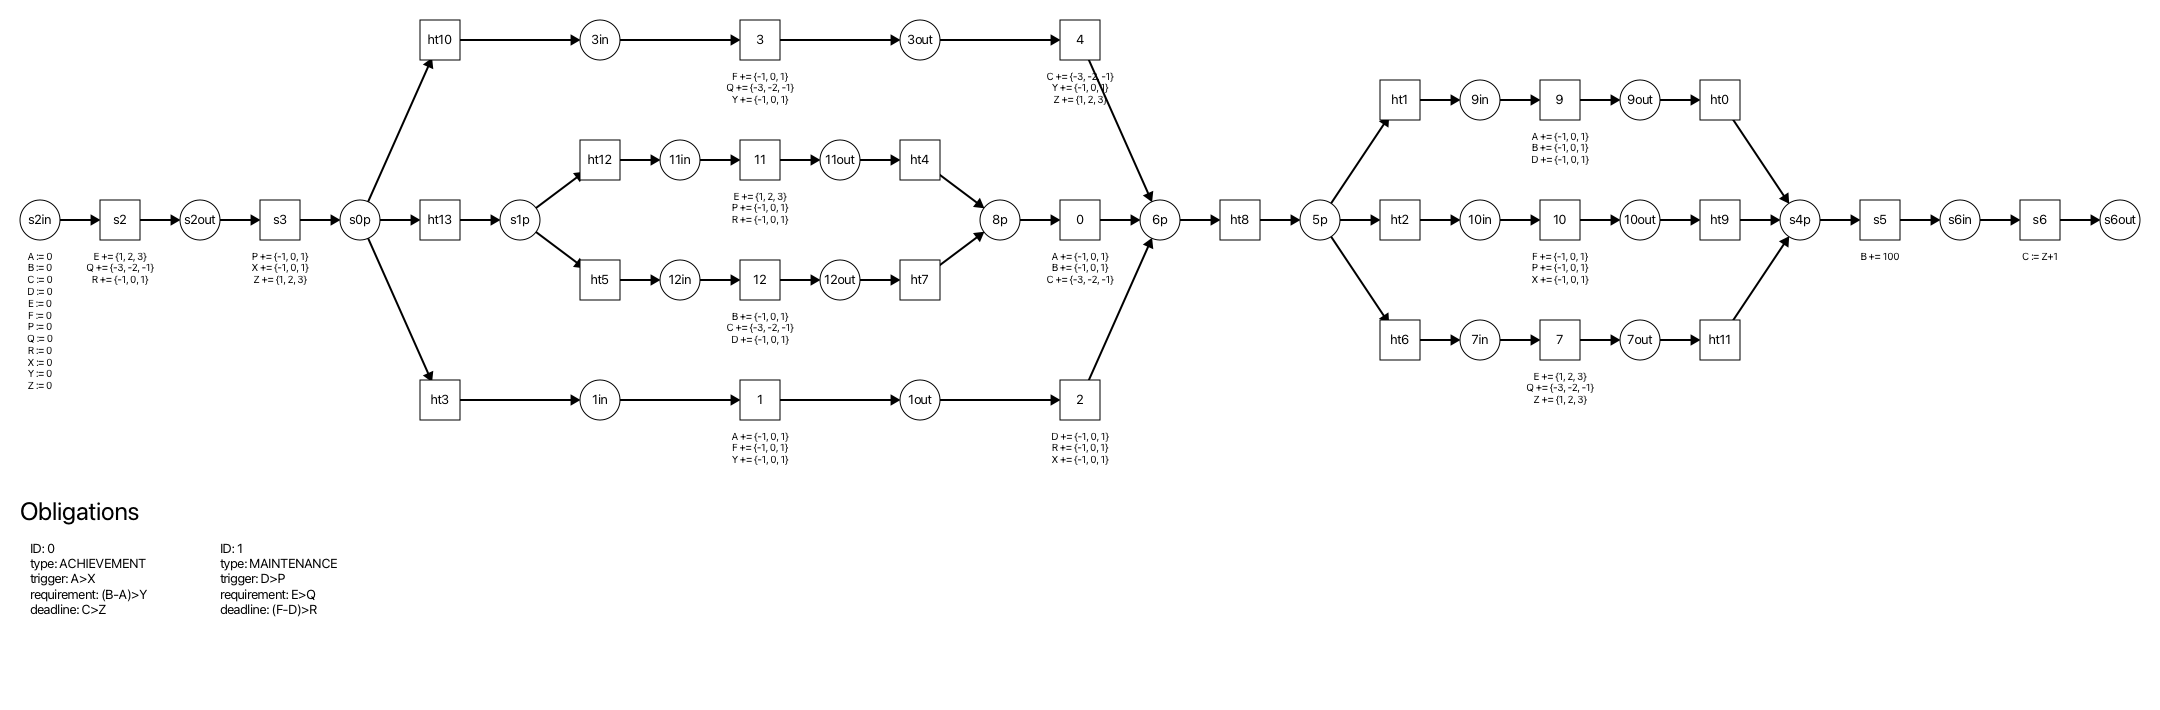 ht10
3in
3
3out
4
F += {-1, 0, 1}
Q += {-3, -2, -1}
Y += {-1, 0, 1}
C += {-3, -2, -1}
Y += {-1, 0, 1}
Z += {1, 2, 3}
ht1
9in
9
9out
ht0
A += {-1, 0, 1}
B += {-1, 0, 1}
D += {-1, 0, 1}
ht12
11in
11
11out
ht4
E += {1, 2, 3}
P += {-1, 0, 1}
R += {-1, 0, 1}
s2in
s2
s2out
s3
s0p
ht13
s1p
8p
0
6p
ht8
5p
ht2
10in
10
10out
ht9
s4p
s5
s6in
s6
s6out
A := 0
B := 0
C := 0
D := 0
E := 0
F := 0
P := 0
Q := 0
R := 0
X := 0
Y := 0
Z := 0
E += {1, 2, 3}
Q += {-3, -2, -1}
R += {-1, 0, 1}
P += {-1, 0, 1}
X += {-1, 0, 1}
Z += {1, 2, 3}
A += {-1, 0, 1}
B += {-1, 0, 1}
C += {-3, -2, -1}
F += {-1, 0, 1}
P += {-1, 0, 1}
X += {-1, 0, 1}
B += 100
C := Z+1
ht5
12in
12
12out
ht7
B += {-1, 0, 1}
C += {-3, -2, -1}
D += {-1, 0, 1}
ht6
7in
7
7out
ht11
E += {1, 2, 3}
Q += {-3, -2, -1}
Z += {1, 2, 3}
ht3
1in
1
1out
2
A += {-1, 0, 1}
F += {-1, 0, 1}
Y += {-1, 0, 1}
D += {-1, 0, 1}
R += {-1, 0, 1}
X += {-1, 0, 1}
Obligations
ID: 0
type: ACHIEVEMENT
trigger: A>X
requirement: (B-A)>Y
deadline: C>Z
ID: 1
type: MAINTENANCE
trigger: D>P
requirement: E>Q
deadline: (F-D)>R